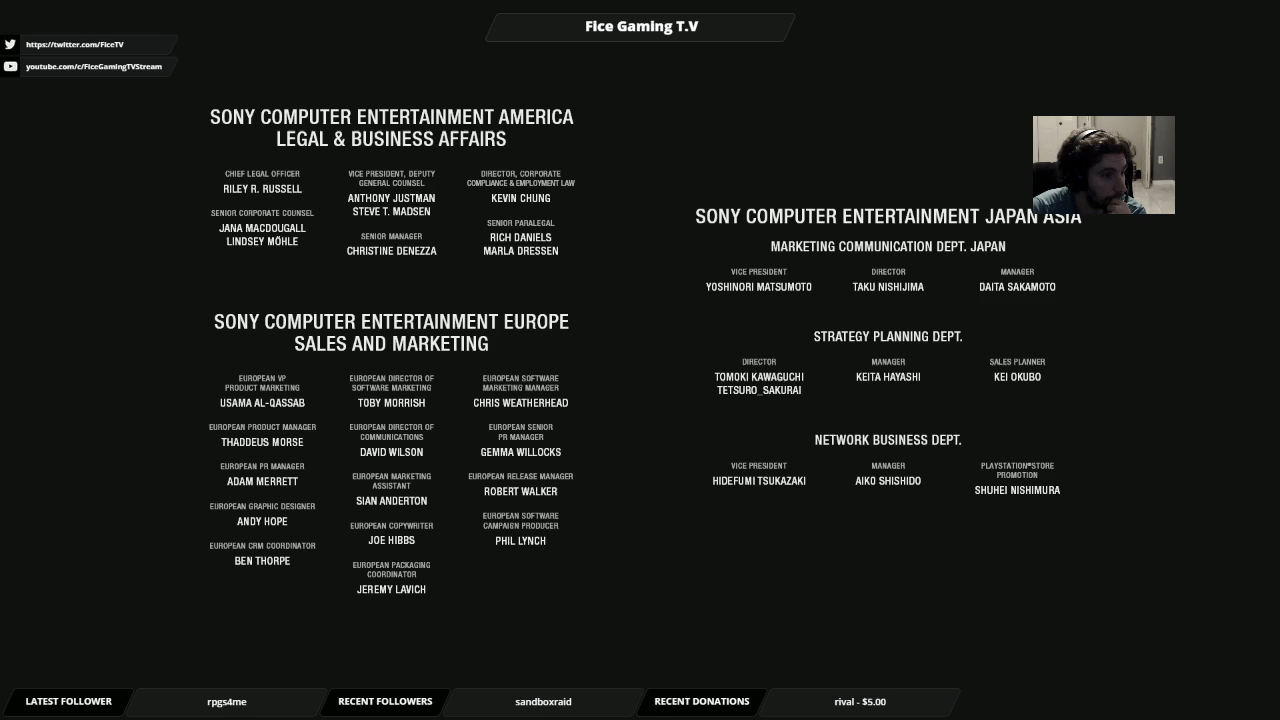 Fice Gaming T.V
https://twitter.com/FiceTV
youtube.com/c/FiceGamingTVStream
SONY COMPUTER ENTERTAINMENT AMERICA
LEGAL & BUSINESS AFFAIRS
CHIEF LEGAL OFFICER
RILEY R. RUSSELL
SENIOR CORPORATE COUNSEL
JANA MACDOUGALL
LINDSEY MÖHLE
VICE PRESIDENT, DEPUTY
GENERAL COUNSEL
ANTHONY JUSTMAN
STEVE T. MADSEN
SENIOR MANAGER
CHRISTINE DENEZZA
DIRECTOR, CORPORATE
COMPLIANCE & EMPLOYMENT LAW
KEVIN CHUNG
SENIOR PARALEGAL
RICH DANIELS
MARLA DRESSEN
SONY COMPUTER ENTERTAINMENT EUROPE
SALES AND MARKETING
EUROPEAN VP
PRODUCT MARKETING
USAMA AL-QASSAB
EUROPEAN PRODUCT MANAGER
THADDEUS MORSE
EUROPEAN PR MANAGER
ADAM MERRETT
EUROPEAN GRAPHIC DESIGNER
ANDY HOPE
EUROPEAN CRM COORDINATOR
BEN THORPE
EUROPEAN DIRECTOR OF
SOFTWARE MARKETING
TOBY MORRISH
EUROPEAN DIRECTOR OF
COMMUNICATIONS
DAVID WILSON
EUROPEAN MARKETING
ASSISTANT
SIAN ANDERTON
EUROPEAN COPYWRITER
JOE HIBBS
EUROPEAN PACKAGING
COORDINATOR
JEREMY LAVICH
EUROPEAN SOFTWARE
MARKETING MANAGER
CHRIS WEATHERHEAD
EUROPEAN SENIOR
PR MANAGER
GEMMA WILLOCKS
EUROPEAN RELEASE MANAGER
ROBERT WALKER
EUROPEAN SOFTWARE
CAMPAIGN PRODUCER
PHIL LYNCH
SONY COMPUTER ENTERTAINMENT JAPAN ASIA
MARKETING COMMUNICATION DEPT. JAPAN
VICE PRESIDENT
YOSHINORI MATSUMOTO
DIRECTOR
TAKU NISHIJIMA
MANAGER
DAITA SAKAMOTO
STRATEGY PLANNING DEPT.
DIRECTOR
TOMOKI KAWAGUCHI
TETSURO_SAKURAI
MANAGER
KEITA HAYASHI
SALES PLANNER
KEI OKUBO
NETWORK BUSINESS DEPT.
VICE PRESIDENT
HIDEFUMI TSUKAZAKI
MANAGER
AIKO SHISHIDO
PLAYSTATION®STORE
PROMOTION
SHUHEI NISHIMURA
LATEST FOLLOWER
rpgs4me
RECENT FOLLOWERS
sandboxraid
RECENT DONATIONS
rival - $5.00